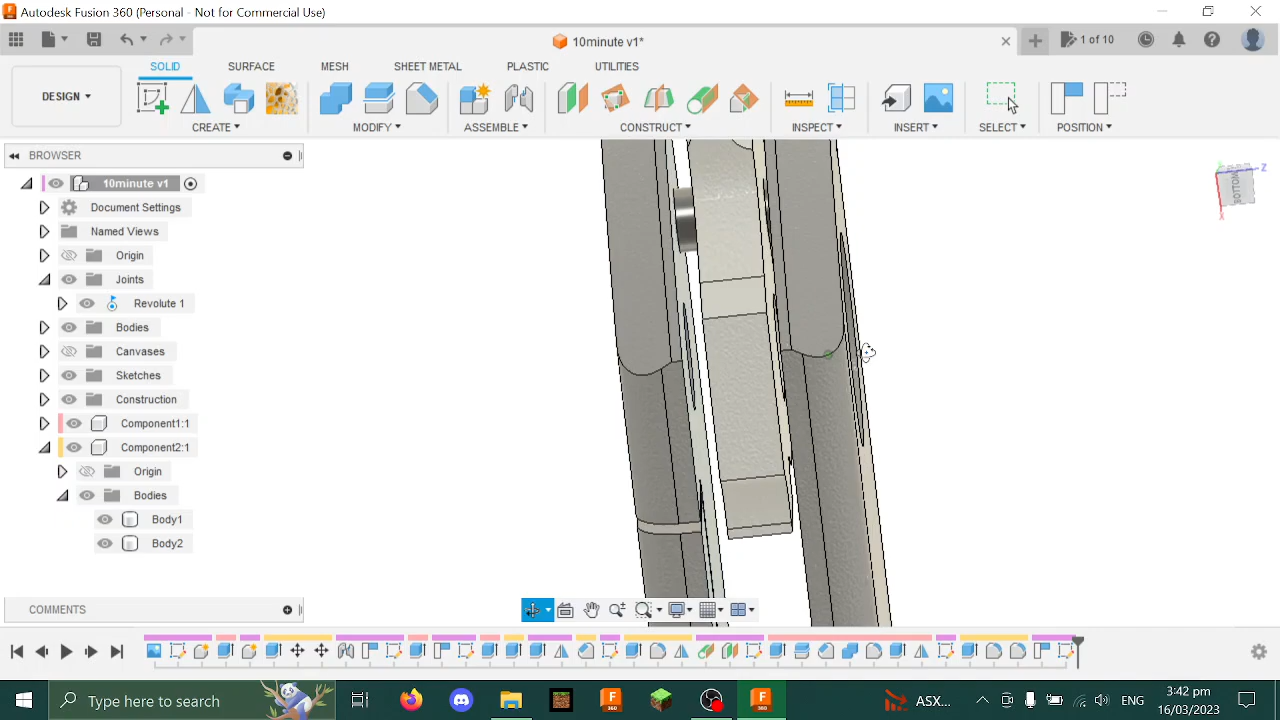 Autodesk Fusion 360 (Personal - Not for Commercial Use)
10minute v1*
1 of 10
DESIGN
SOLID
SURFACE
MESH
SHEET METAL
PLASTIC
UTILITIES
CREATE
MODIFY
ASSEMBLE
CONSTRUCT
INSPECT
INSERT
SELECT
POSITION
BROWSER
10minute v1
Document Settings
Named Views
Origin
Joints
Revolute 1
Bodies
Canvases
Sketches
Construction
Component1:1
Component2:1
Origin
Bodies
Body1
Body2
BOTTOM
Z
X
COMMENTS
Type here to search
F
360
F
360
ASX...
ENG
3:42 pm
16/03/2023